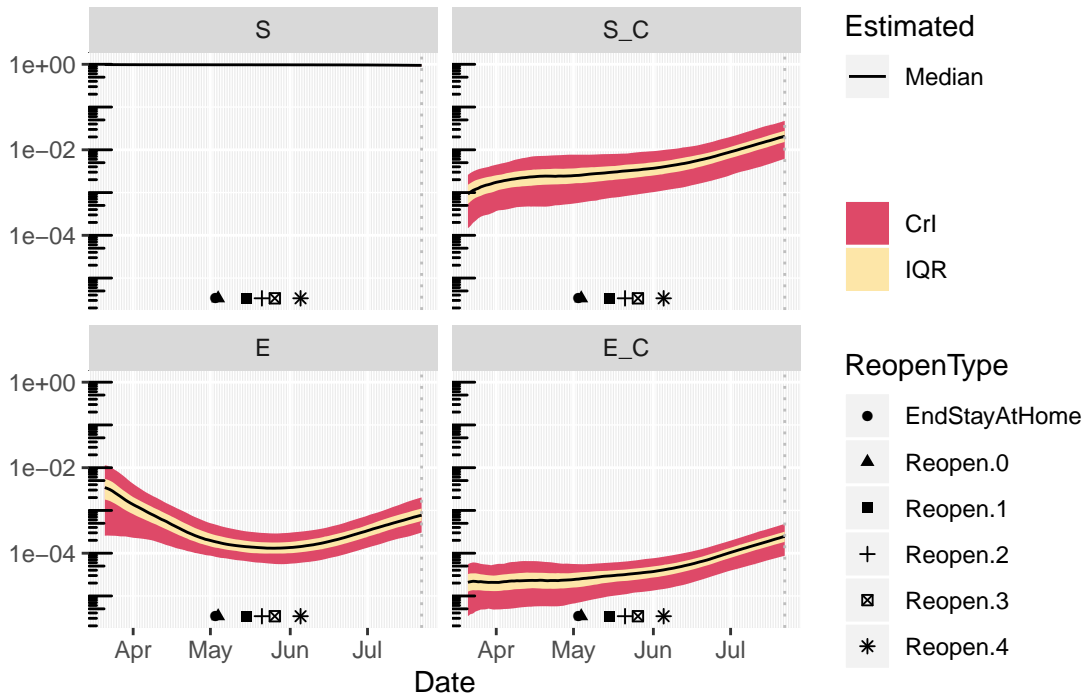 S
S_C
1e+00
1e−02
1e−04
E
E_C
1e+00
1e−02
1e−04
Apr
May
Jun
Jul
Apr
May
Jun
Jul
Date
Estimated
Median
CrI
IQR
ReopenType
EndStayAtHome
Reopen.0
Reopen.1
Reopen.2
Reopen.3
Reopen.4